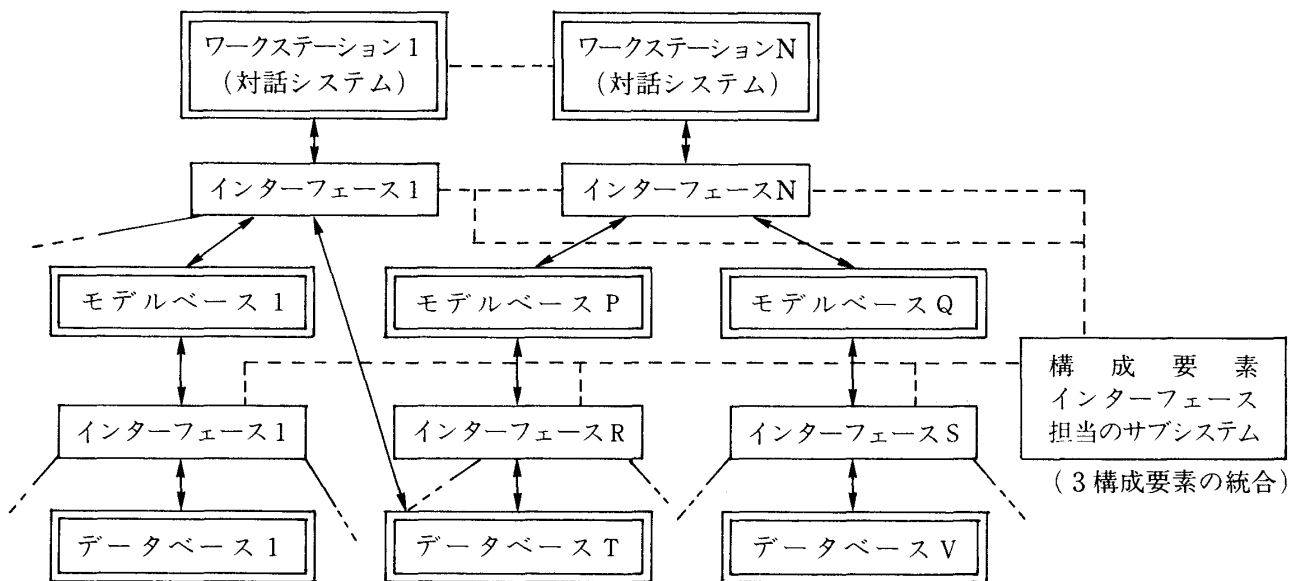 ワークステーション1
(対話システム)
ワークステーションN
(対話システム)
インターフェース1
インターフェースN
モデルベース1
モデルベースP
モデルベースQ
構成要素
インターフェース
担当のサブシステム
(3構成要素の統合)
インターフェース1
インターフェースR
インターフェースS
データベース1
データベースT
データベースV